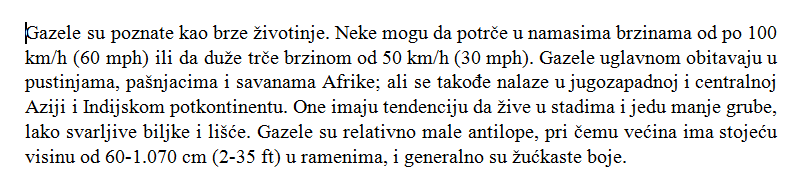 Gazele su poznate kao brze životinje. Neke mogu da potrče u namasima brzinama od po 100
km/h (60 mph) ili da duže trče brzinom od 50 km/h (30 mph). Gazele uglavnom obitavaju u
pustinjama, pašnjacima i savanama Afrike; ali se takođe nalaze u jugozapadnoj i centralnoj
Aziji i Indijskom potkontinentu. One imaju tendenciju da žive u stadima i jedu manje grube,
lako svarljive biljke i lišće. Gazele su relativno male antilope, pri čemu većina ima stojeću
visinu od 60-1.070 cm (2-35 ft) u ramenima, i generalno su žućkaste boje.